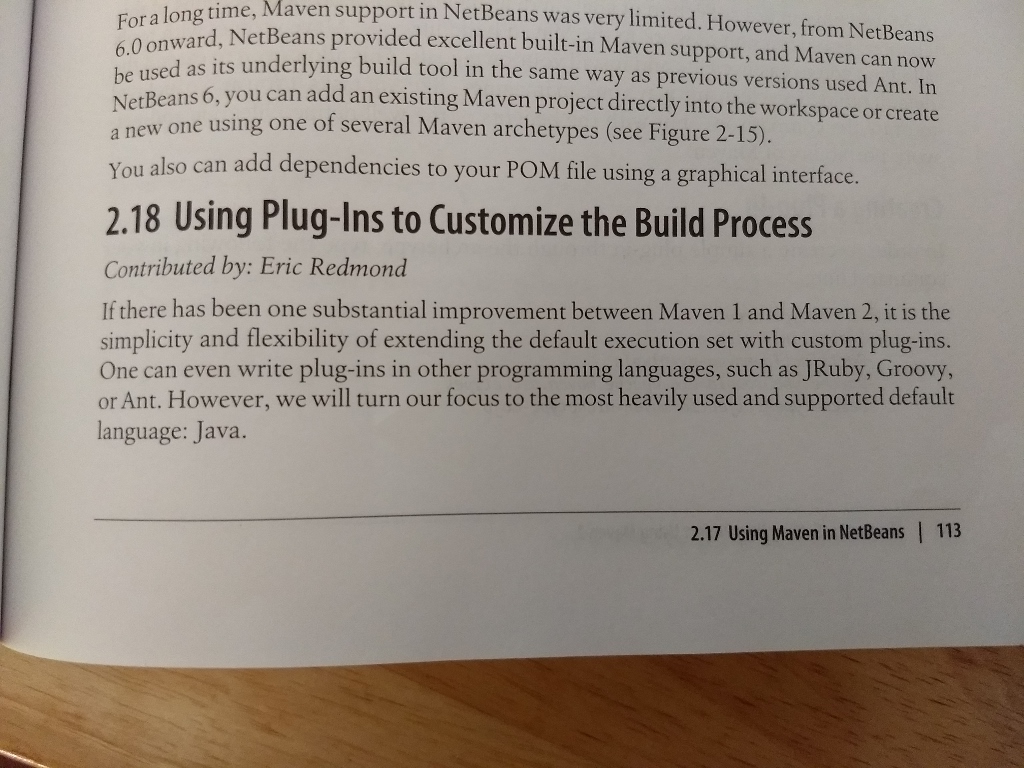 For a long time, Maven support in NetBeans was very limited. However, from NetBeans
6.0 onward, NetBeans provided excellent built-in Maven support, and Maven can now
be used as its underlying build tool in the same way as previous versions used Ant. In
NetBeans 6, you can add an existing Maven project directly into the workspace or create
a new one using one of several Maven archetypes (see Figure 2-15).
You also can add dependencies to your POM file using a graphical interface.
2.18 Using Plug-Ins to Customize the Build Process
Contributed by: Eric Redmond
If there has been one substantial improvement between Maven 1 and Maven 2, it is the
simplicity and flexibility of extending the default execution set with custom plug-ins.
One can even write plug-ins in other programming languages, such as JRuby, Groovy,
or Ant. However, we will turn our focus to the most heavily used and supported default
language: Java.
2.17 Using Maven in NetBeans | 113